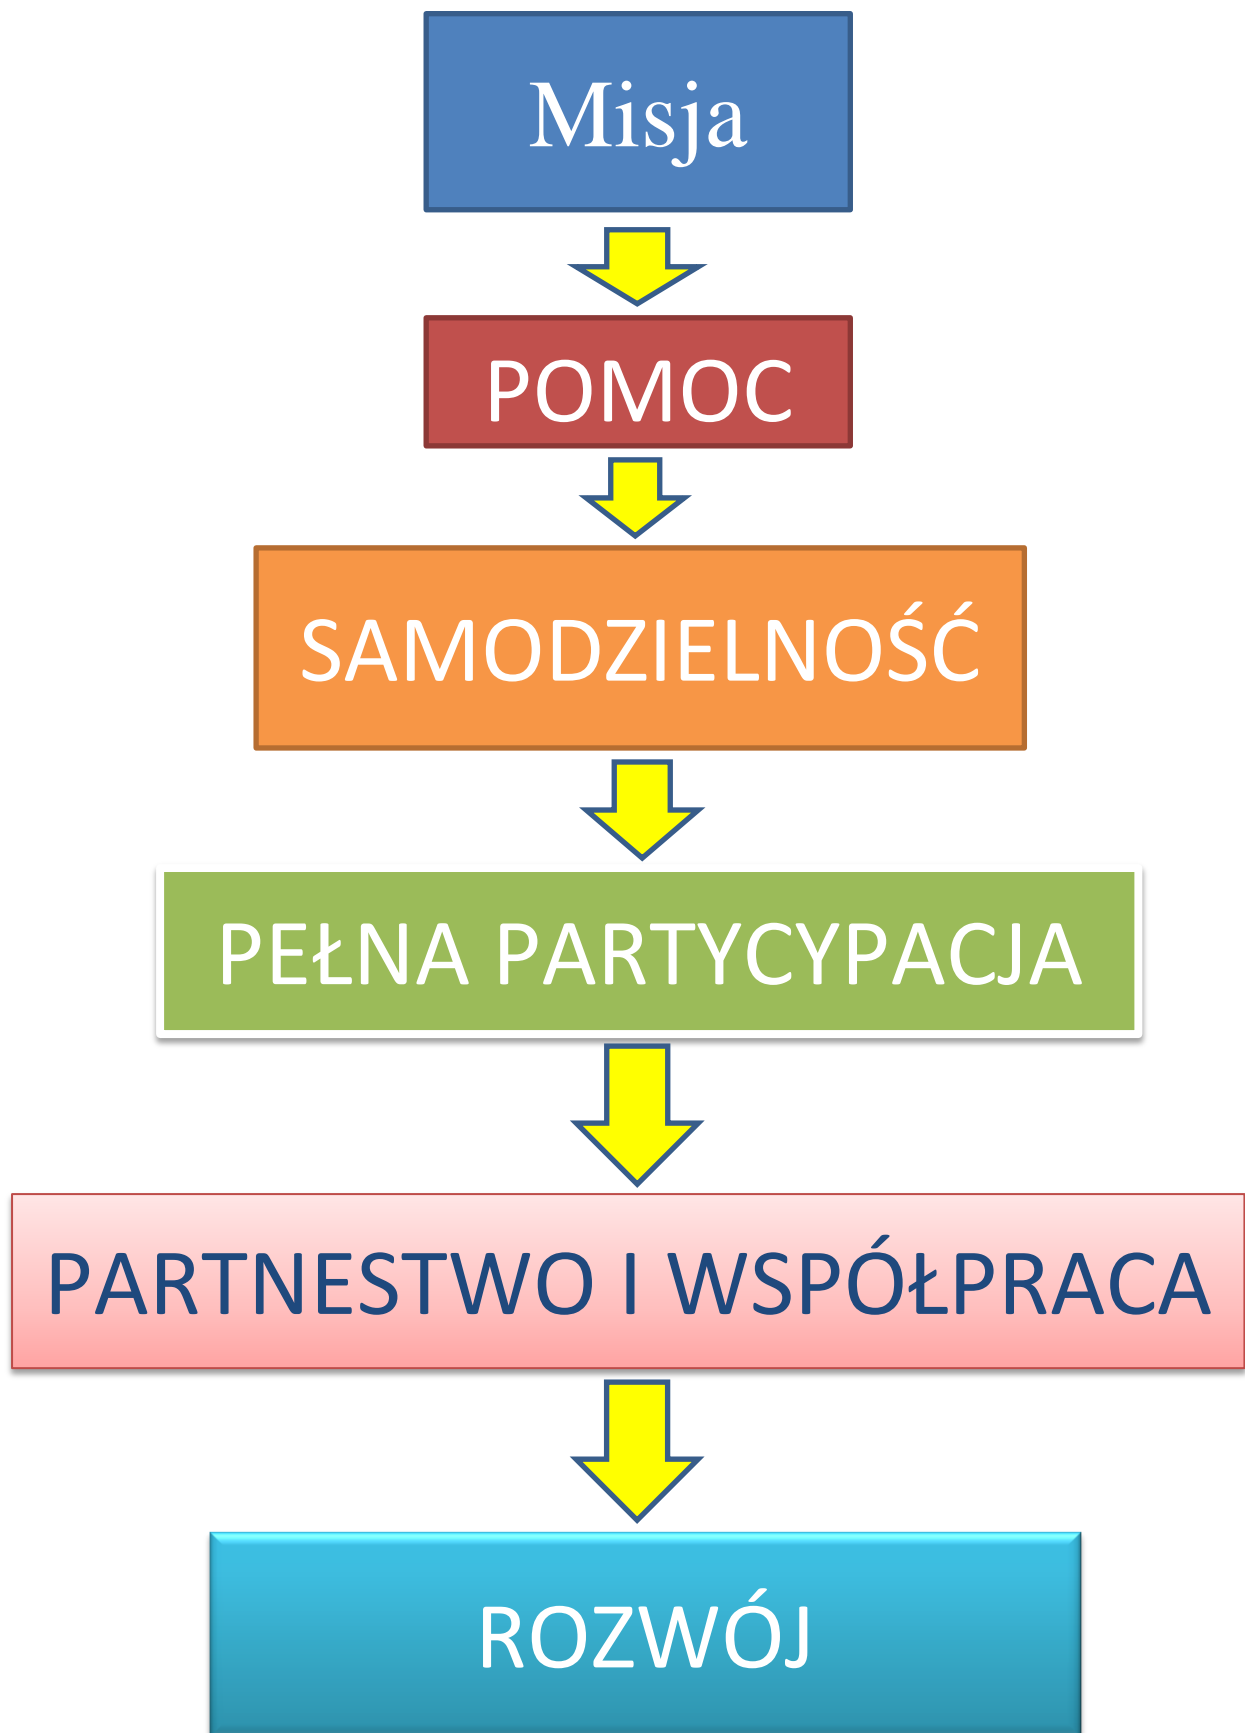 Misja
POMOC
SAMODZIELNOŚĆ
PEŁNA PARTYCYPACJA
PARTNESTWO I WSPÓŁPRACA
ROZWÓJ